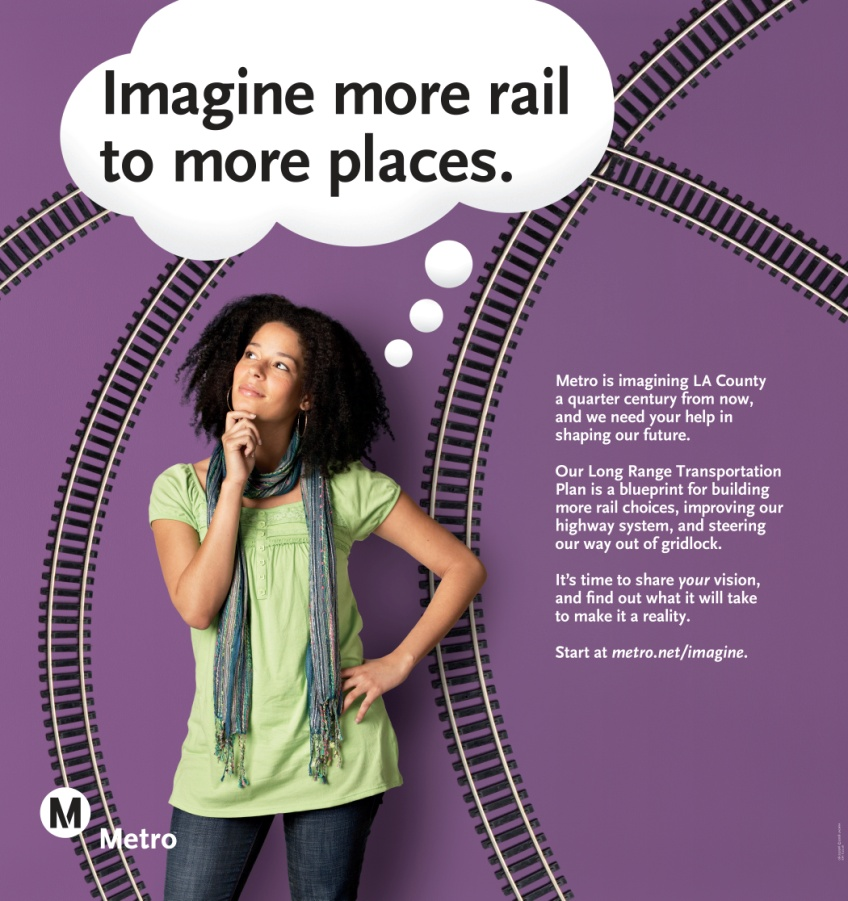 Imagine more rail
to more places.
Metro is imagining LA County
a quarter century from now,
and we need your help in
shaping our future.
Our Long Range Transportation
Plan is a blueprint for building
more rail choices, improving our
highway system, and steering
our way out of gridlock.
It’s time to share your vision,
and find out what it will take
to make it a reality.
Start at metro.net/imagine.
M
Metro